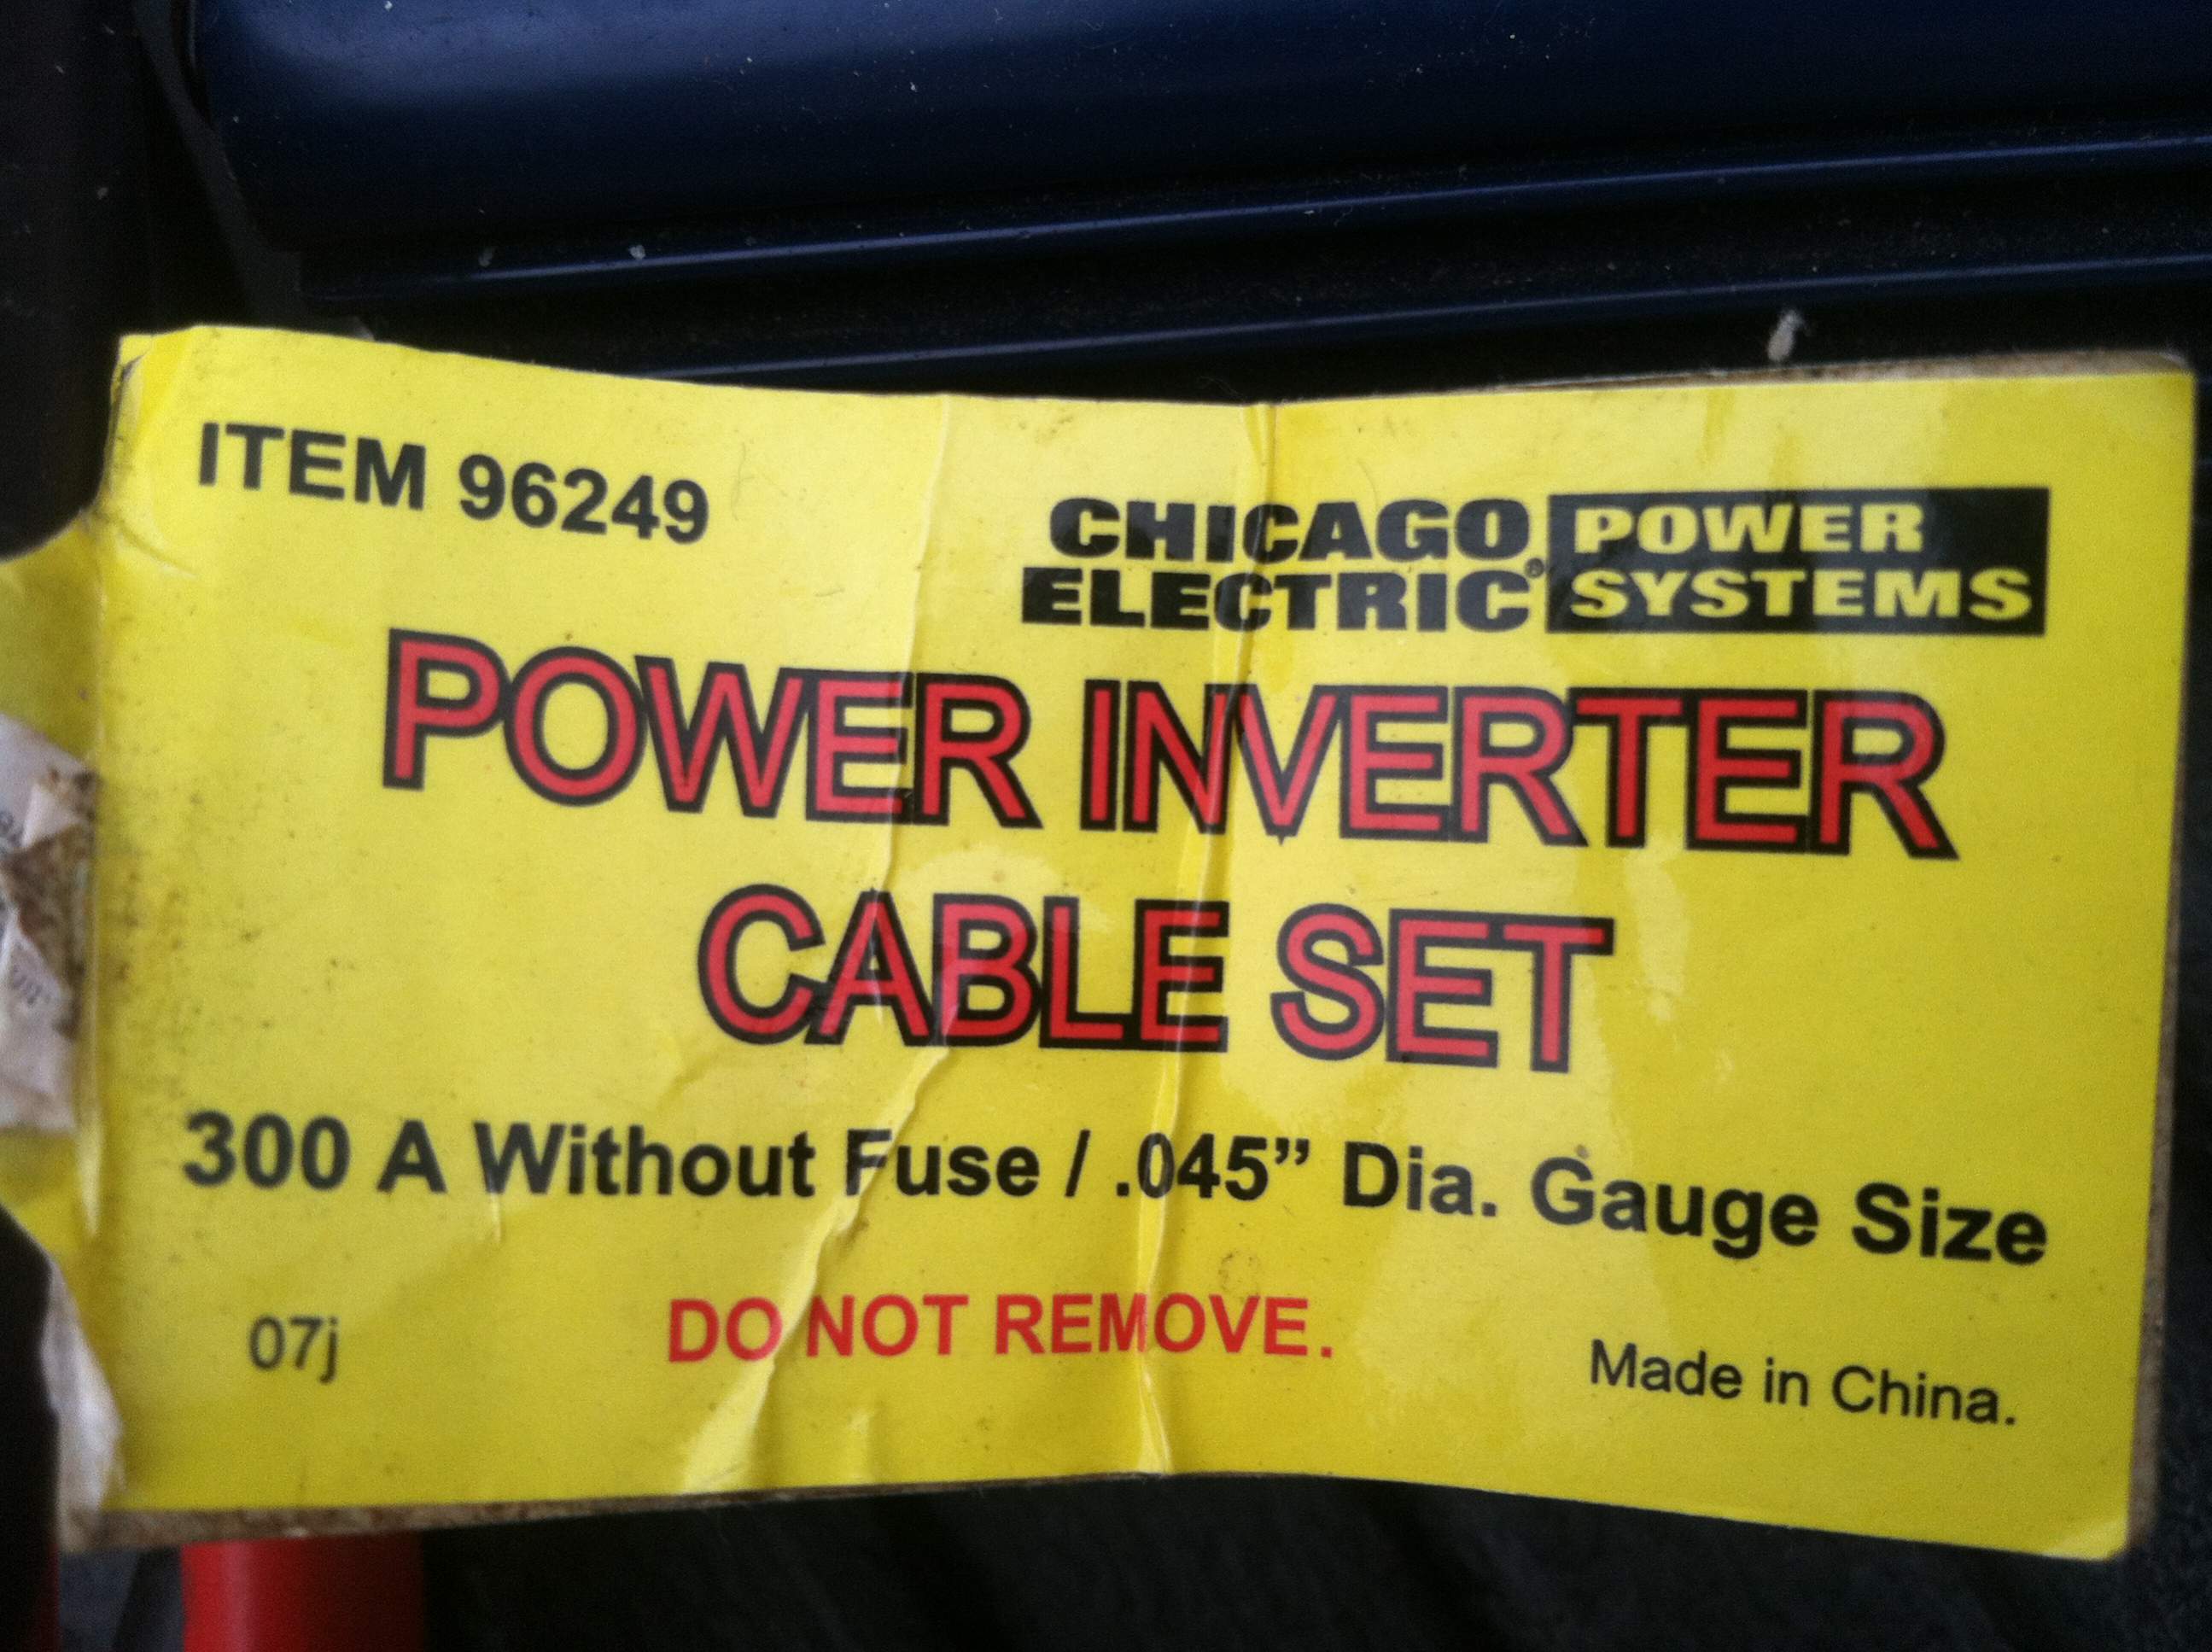 ITEM 96249
CHICAGO ELECTRIC® POWER SYSTEMS
POWER INVERTER
CABLE SET
300 A Without Fuse / .045” Dia. Gauge Size
07j
DO NOT REMOVE.
Made in China.